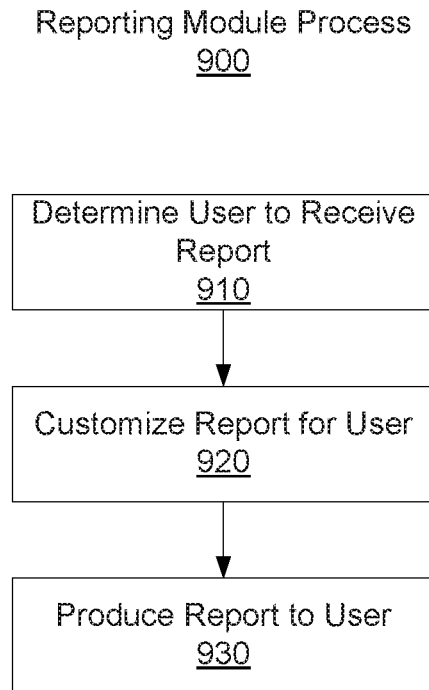 Reporting Module Process
900
Determine User to Receive
Report
910
Customize Report for User
920
Produce Report to User
930